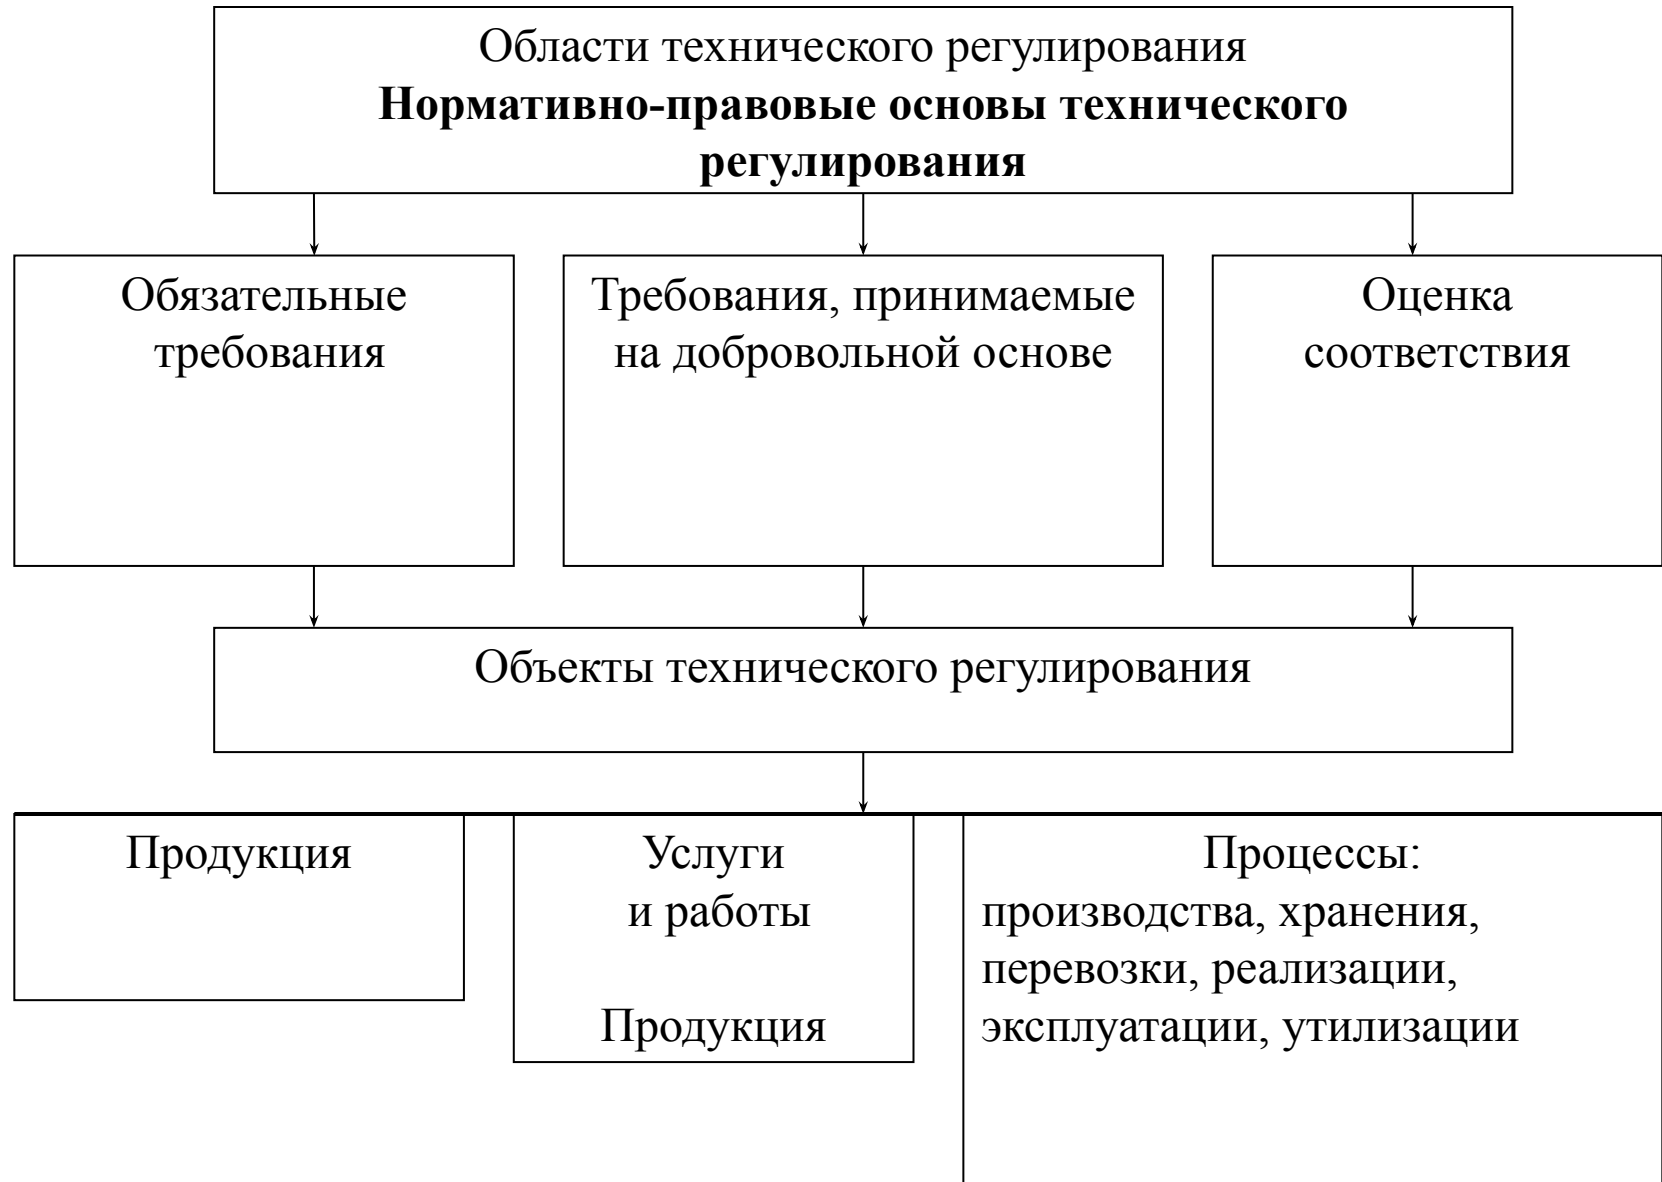 Области технического регулирования
Нормативно-правовые основы технического
регулирования
Обязательные
требования
Требования, принимаемые
на добровольной основе
Оценка
соответствия
Объекты технического регулирования
Продукция
Услуги
и работы
Продукция
Процессы:
производства, хранения,
перевозки, реализации,
эксплуатации, утилизации